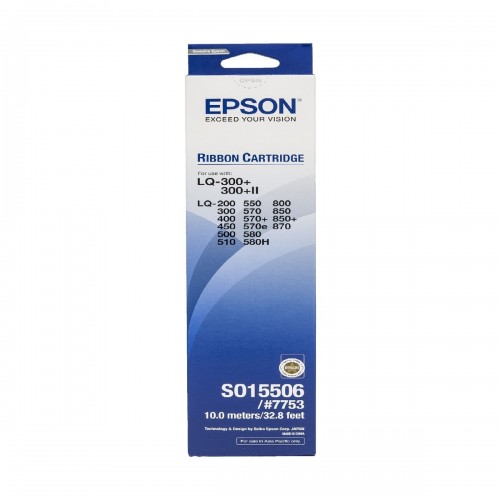 EPSON
EXCEED YOUR VISION
RIBBON CARTRIDGE
For use with:
LQ-300+
300+II
LQ-200 550 800
300 570 850
400 570+ 850+
450 570e 870
500 580
510 580H
S015506
/#7753
10.0 meters/32.8 feet
Technology & Design by Seiko Epson Corp. JAPAN
For sale in Asia Pacific only